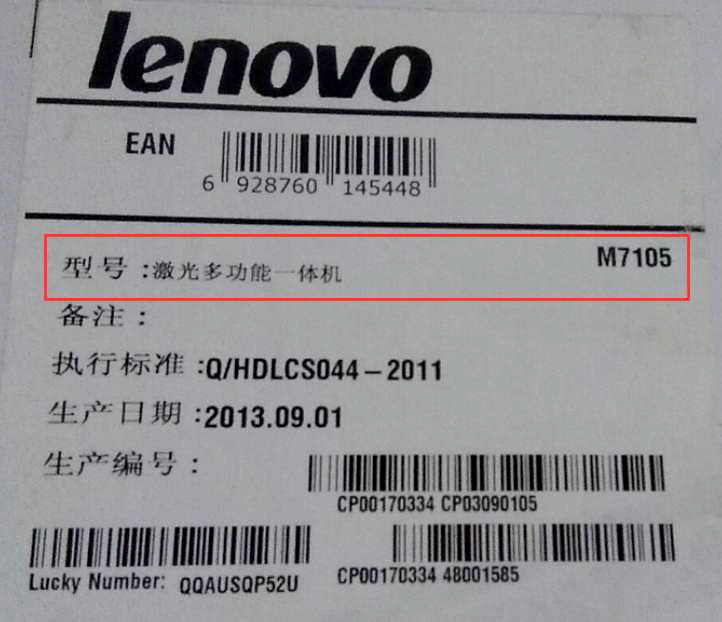 lenovo
EAN
6 928760 145448
型号:激光多功能一体机 M7105
备注:
执行标准:Q/HDLCS044-2011
生产日期:2013.09.01
生产编号:
CP00170334 CP03090105
Lucky Number: QQAUSQP52U
CP00170334 48001585